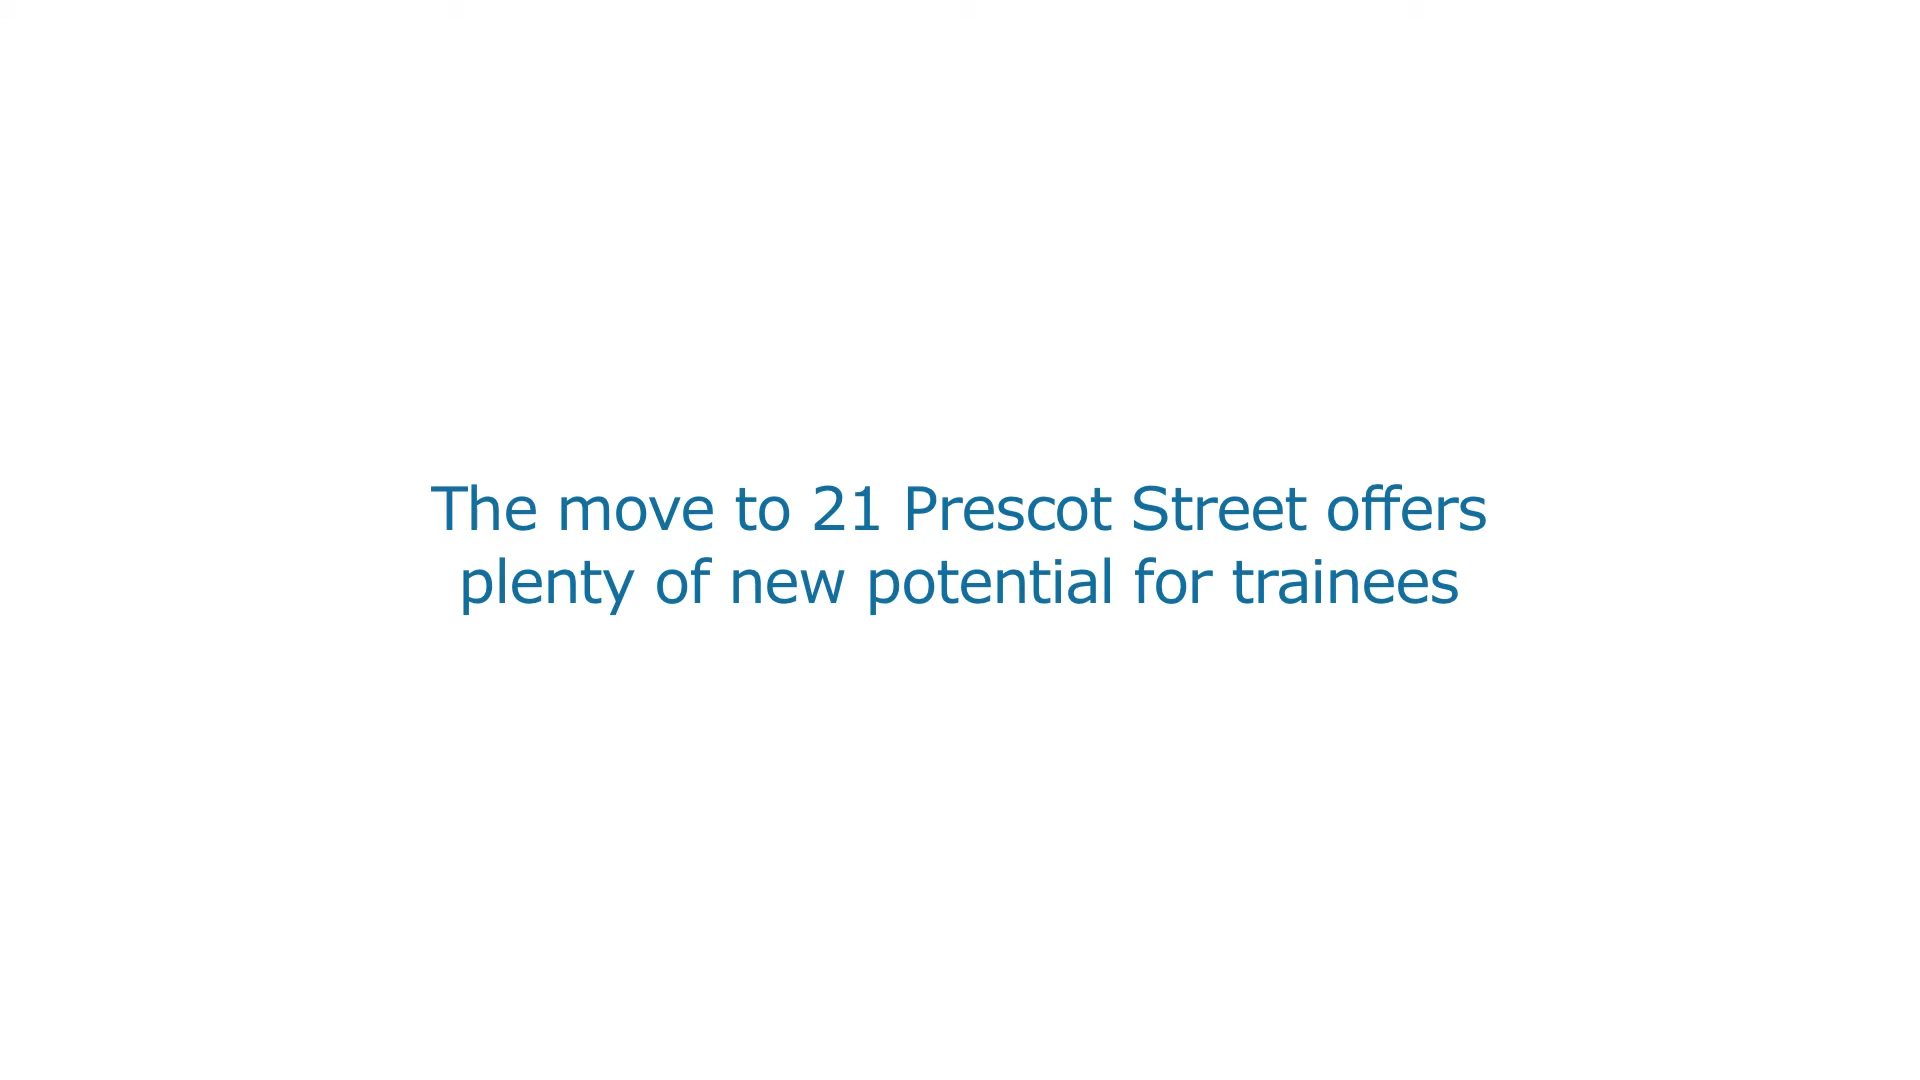 The move to 21 Prescot Street offers
plenty of new potential for trainees